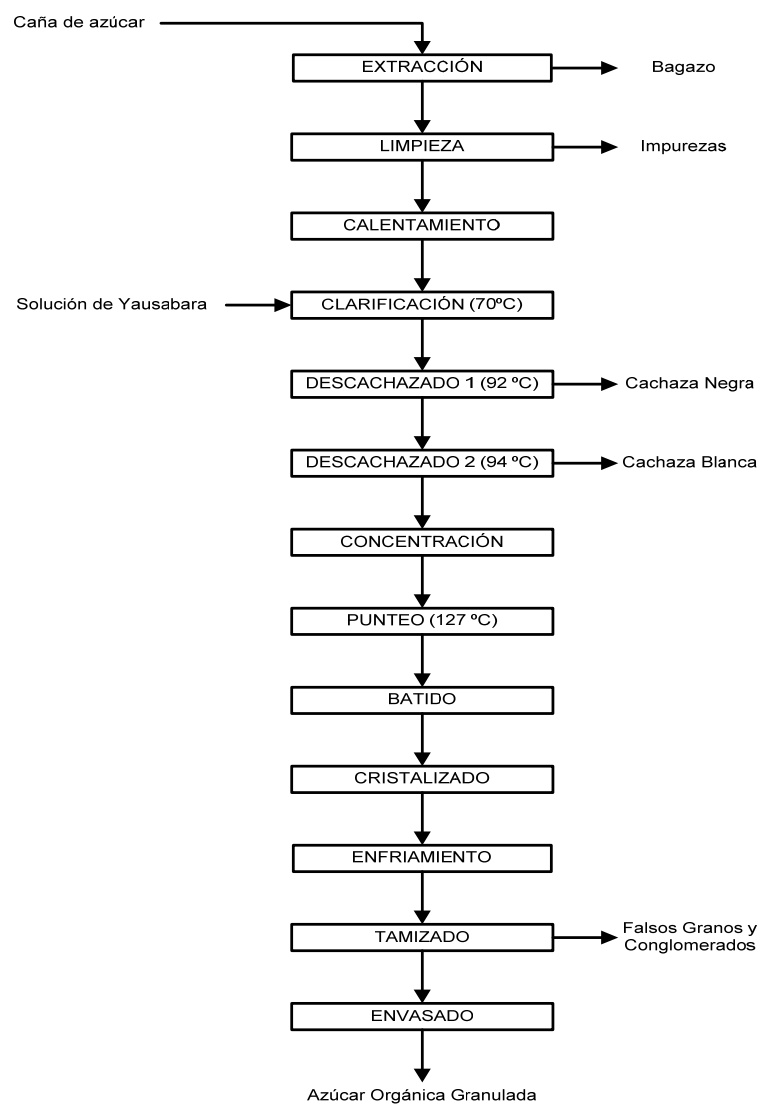 Caña de azúcar
EXTRACCIÓN
Bagazo
LIMPIEZA
Impurezas
CALENTAMIENTO
Solución de Yausabara
CLARIFICACIÓN (70ºC)
DESCACHAZADO 1 (92 ºC)
Cachaza Negra
DESCACHAZADO 2 (94 ºC)
Cachaza Blanca
CONCENTRACIÓN
PUNTEO (127 ºC)
BATIDO
CRISTALIZADO
ENFRIAMIENTO
TAMIZADO
Falsos Granos y
Conglomerados
ENVASADO
Azúcar Orgánica Granulada